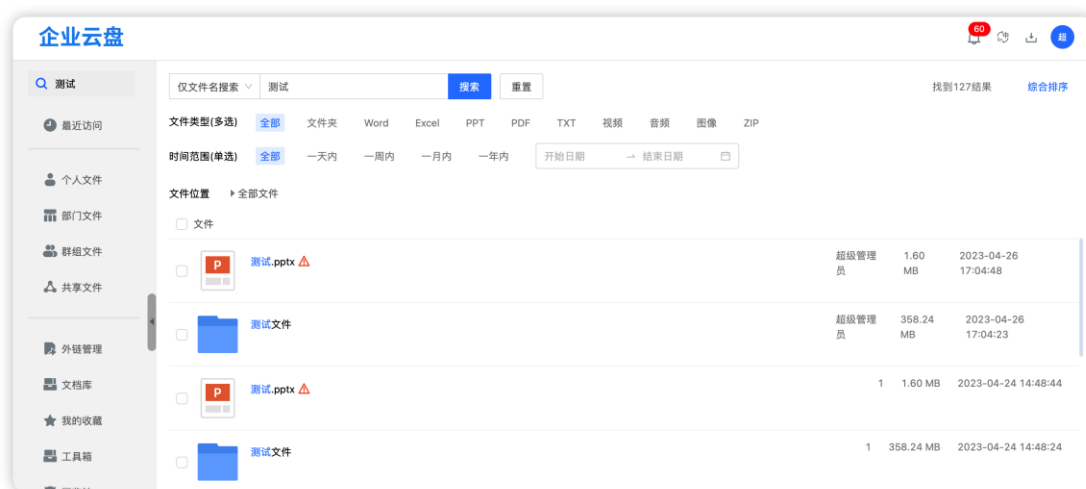 企业云盘
60
超
测试
仅文件名搜索 测试 搜索 重置 找到127结果 综合排序
最近访问
文件类型(多选) 全部 文件夹 Word Excel PPT PDF TXT 视频 音频 图像 ZIP
时间范围(单选) 全部 一天内 一周内 一月内 一年内 开始日期 → 结束日期
个人文件
文件位置 全部文件
部门文件
文件
群组文件
测试.pptx 超级管理员 1.60 MB 2023-04-26 17:04:48
共享文件
测试文件 超级管理员 358.24 MB 2023-04-26 17:04:23
外链管理
文档库
测试.pptx 1 1.60 MB 2023-04-24 14:48:44
我的收藏
测试文件 1 358.24 MB 2023-04-24 14:48:24
工具箱